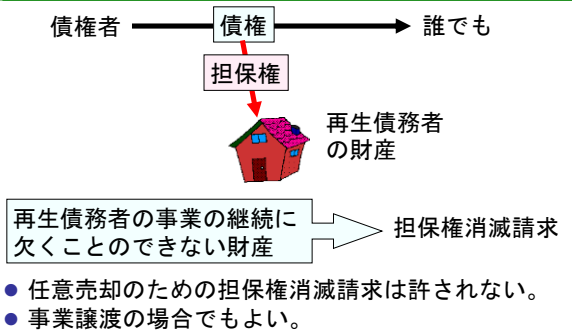 債権者 債権 誰でも
担保権
再生債務者
の財産
再生債務者の事業の継続に
欠くことのできない財産
担保権消滅請求
● 任意売却のための担保権消滅請求は許されない。
● 事業譲渡の場合でもよい。